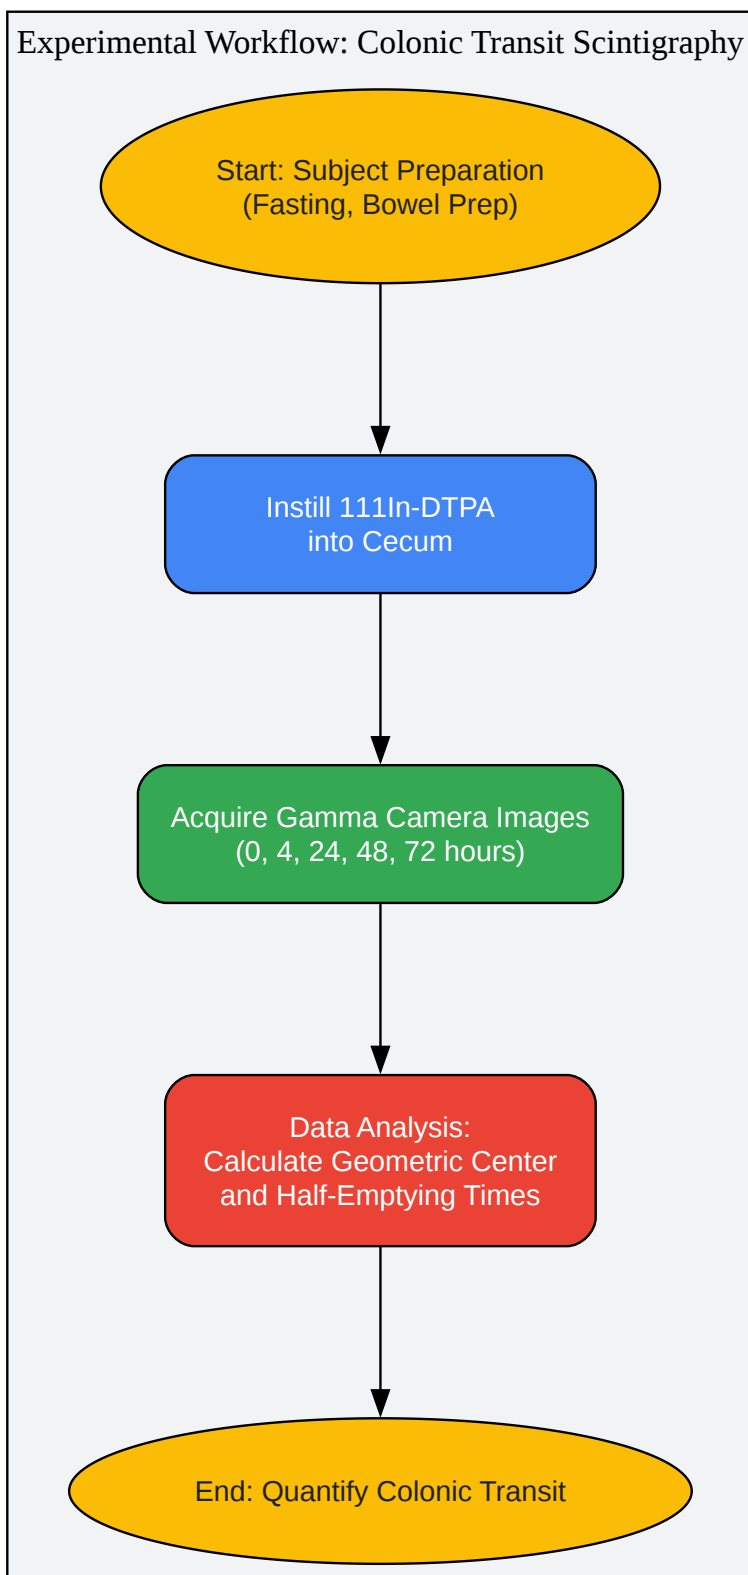 Experimental Workflow: Colonic Transit Scintigraphy
Start: Subject Preparation
(Fasting, Bowel Prep)
Instill 111In-DTPA
into Cecum
Acquire Gamma Camera Images
(0, 4, 24, 48, 72 hours)
Data Analysis:
Calculate Geometric Center
and Half-Emptying Times
End: Quantify Colonic Transit